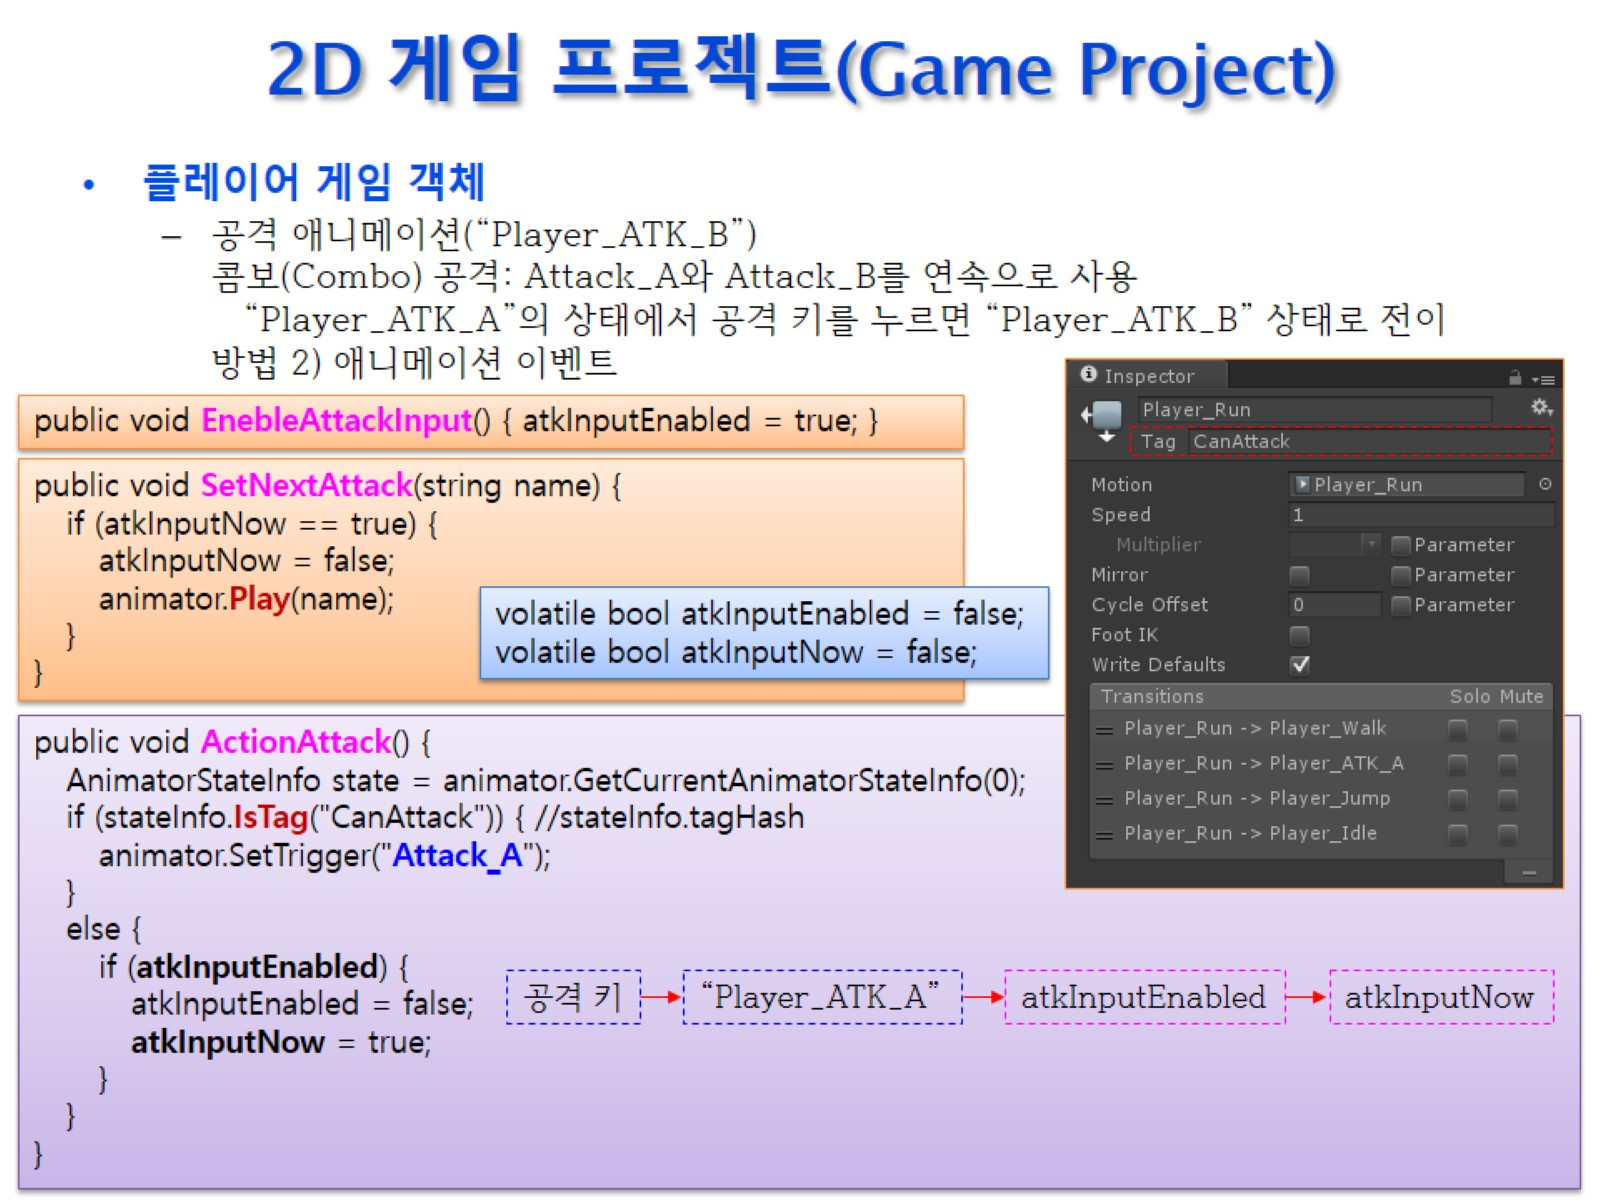 2D 게임 프로젝트(Game Project)
• 플레이어 게임 객체
– 공격 애니메이션(“Player_ATK_B”)
콤보(Combo) 공격: Attack_A와 Attack_B를 연속으로 사용
“Player_ATK_A”의 상태에서 공격 키를 누르면 “Player_ATK_B” 상태로 전이
방법 2) 애니메이션 이벤트
public void EnebleAttackInput() { atkInputEnabled = true; }
public void SetNextAttack(string name) {
if (atkInputNow == true) {
atkInputNow = false;
animator.Play(name);
}
}
volatile bool atkInputEnabled = false;
volatile bool atkInputNow = false;
public void ActionAttack() {
AnimatorStateInfo state = animator.GetCurrentAnimatorStateInfo(0);
if (stateInfo.IsTag("CanAttack")) { //stateInfo.tagHash
animator.SetTrigger("Attack_A");
}
else {
if (atkInputEnabled) {
atkInputEnabled = false;
atkInputNow = true;
}
}
}
공격 키
“Player_ATK_A”
atkInputEnabled
atkInputNow
Inspector
Player_Run
Tag CanAttack
Motion Player_Run
Speed 1
Multiplier Parameter
Mirror Parameter
Cycle Offset 0 Parameter
Foot IK
Write Defaults
Transitions Solo Mute
Player_Run -> Player_Walk
Player_Run -> Player_ATK_A
Player_Run -> Player_Jump
Player_Run -> Player_Idle